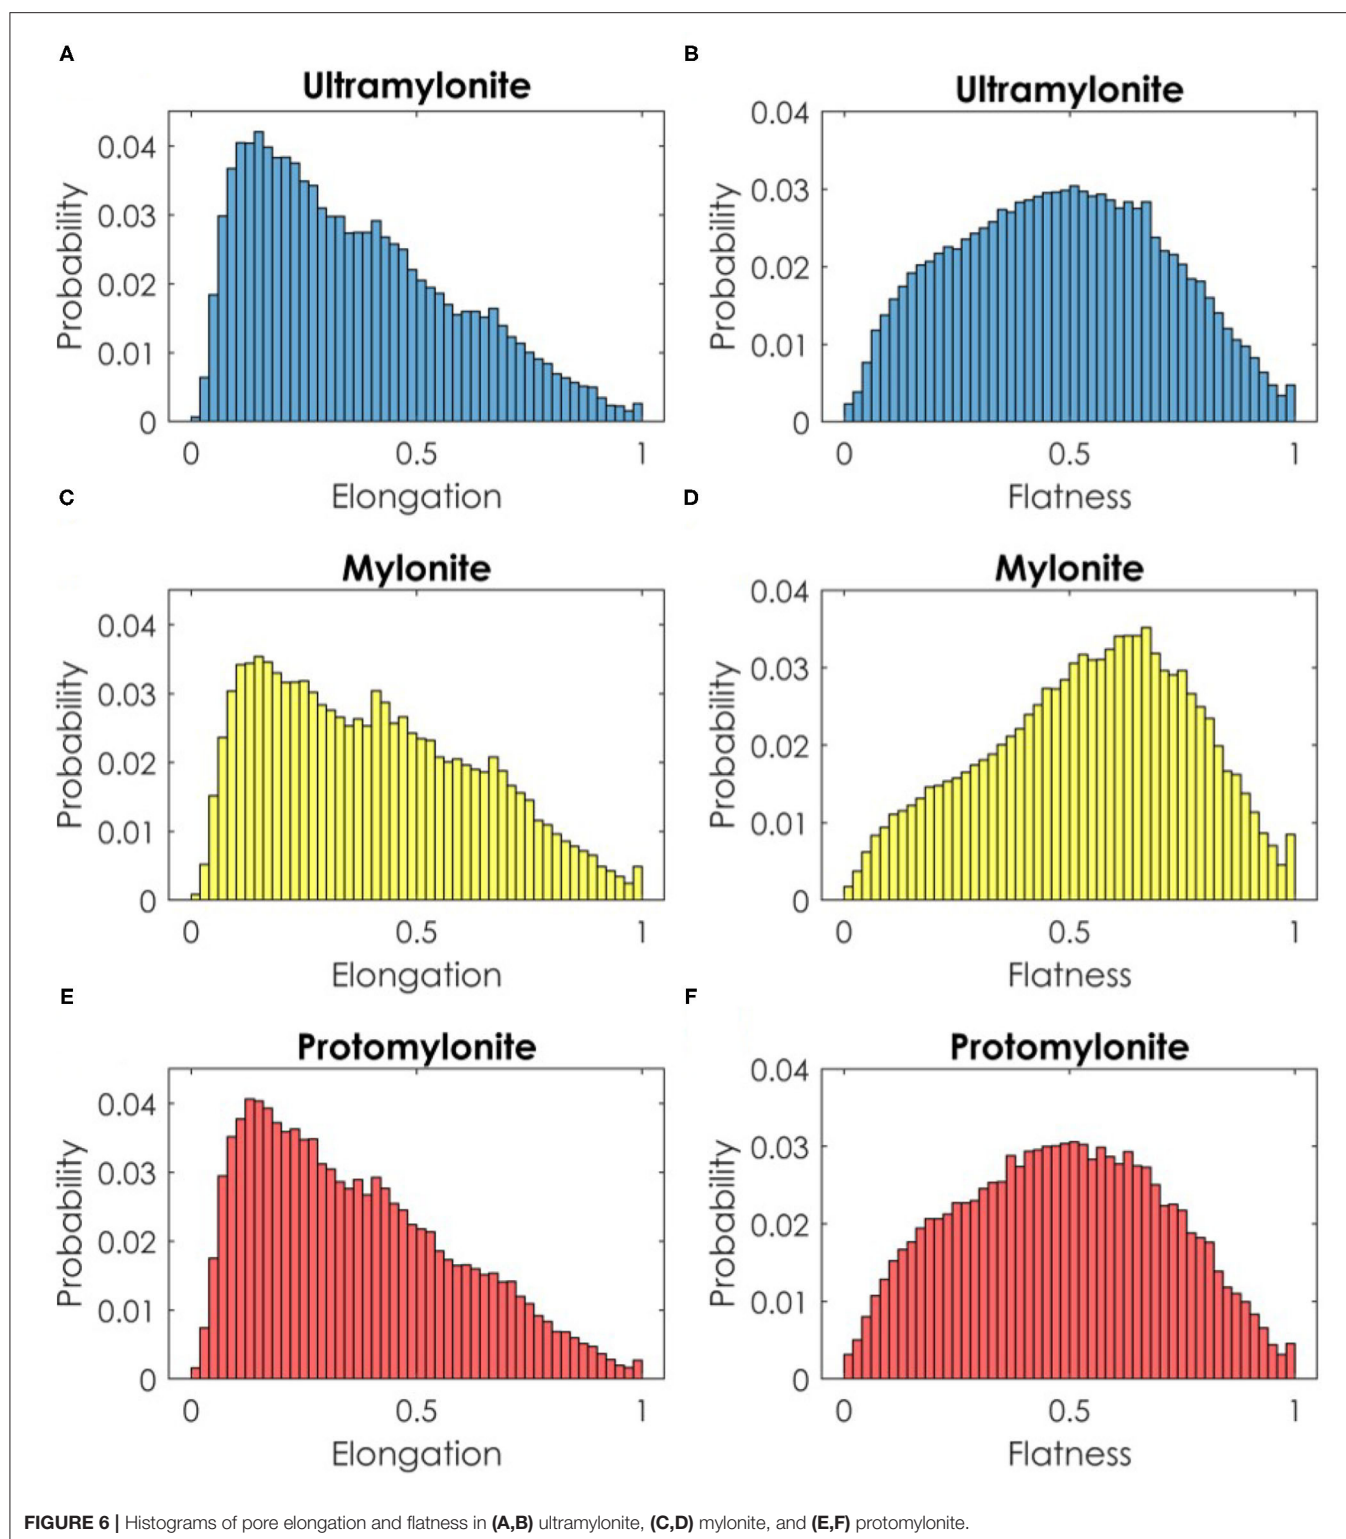 A
Ultramylonite
0.04
0.03
0.02
0.01
0
Probability
0 0.5 1
Elongation
B
Ultramylonite
0.04
0.03
0.02
0.01
0
Probability
0 0.5 1
Flatness
C
Mylonite
0.04
0.03
0.02
0.01
0
Probability
0 0.5 1
Elongation
D
Mylonite
0.04
0.03
0.02
0.01
0
Probability
0 0.5 1
Flatness
E
Protomylonite
0.04
0.03
0.02
0.01
0
Probability
0 0.5 1
Elongation
F
Protomylonite
0.04
0.03
0.02
0.01
0
Probability
0 0.5 1
Flatness
FIGURE 6 | Histograms of pore elongation and flatness in (A,B) ultramylonite, (C,D) mylonite, and (E,F) protomylonite.